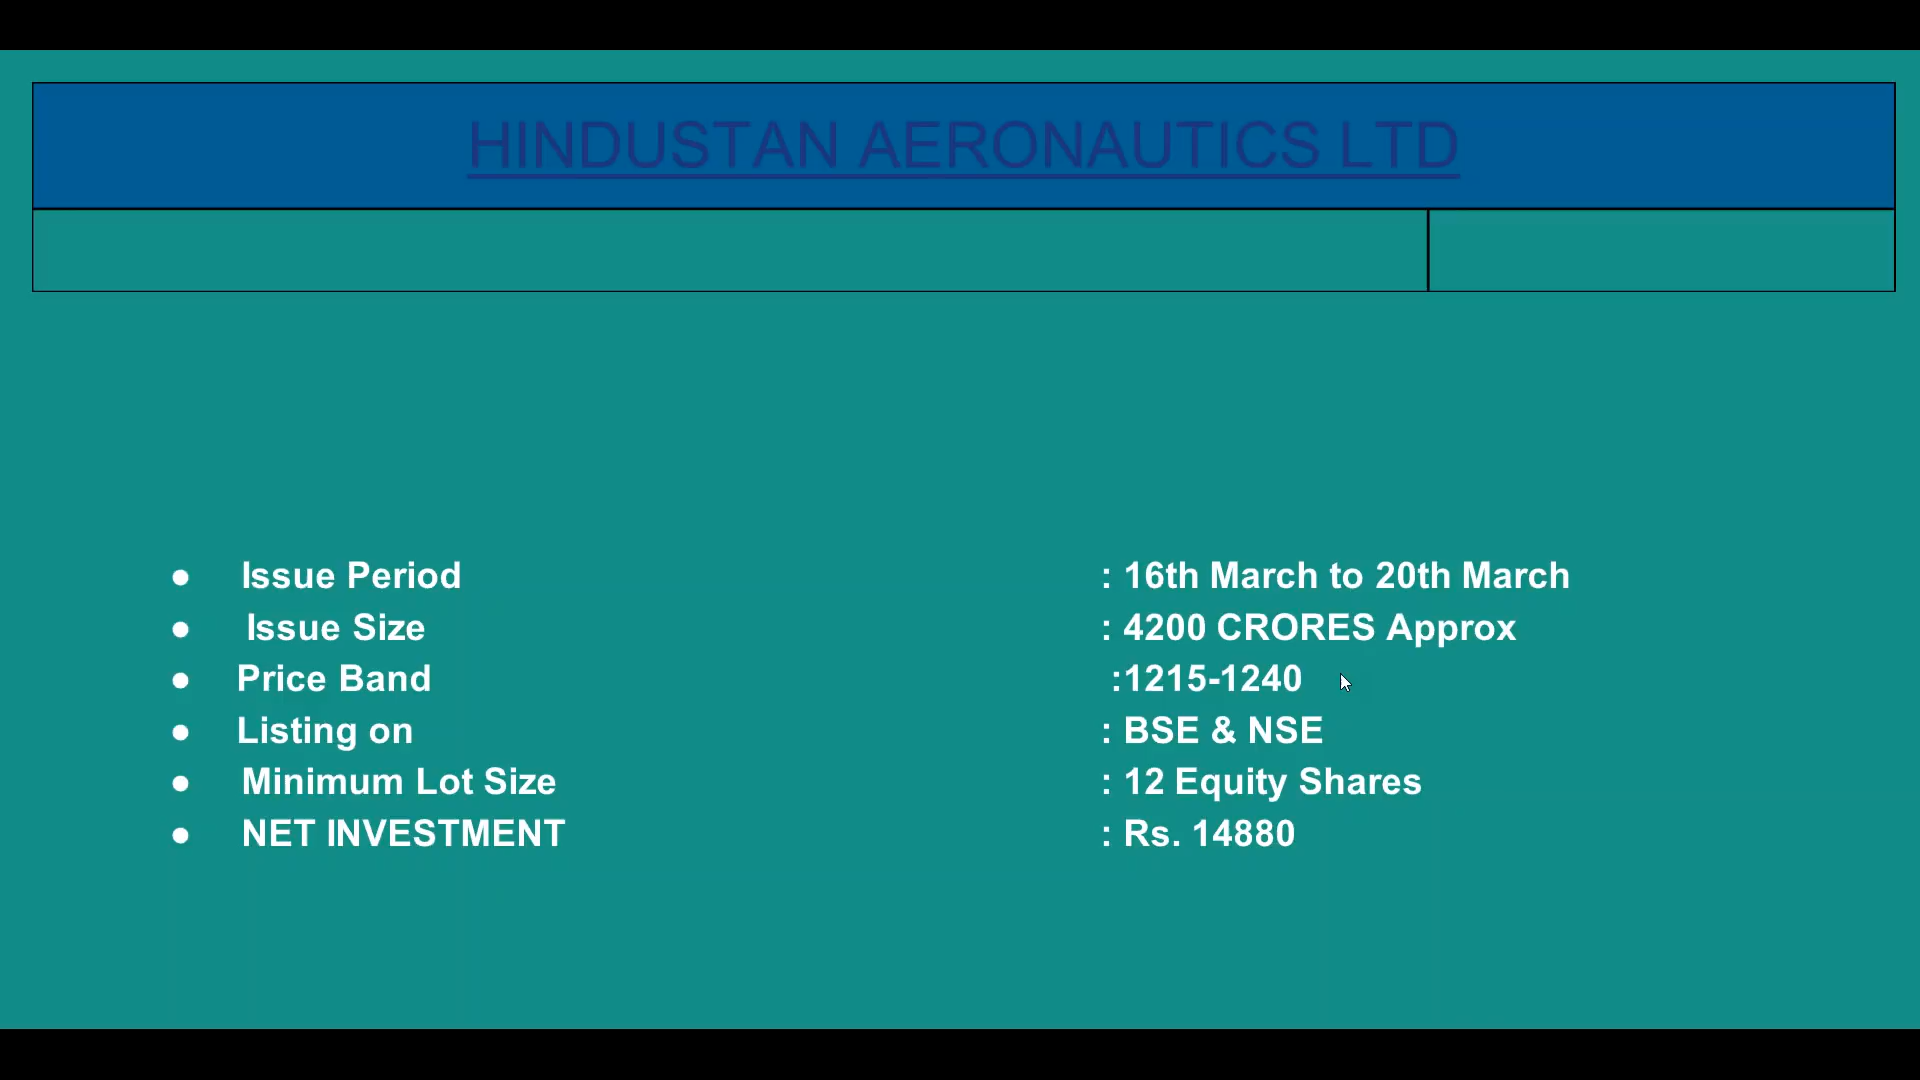 HINDUSTAN AERONAUTICS LTD
● Issue Period : 16th March to 20th March
● Issue Size : 4200 CRORES Approx
● Price Band :1215-1240
● Listing on : BSE & NSE
● Minimum Lot Size : 12 Equity Shares
● NET INVESTMENT : Rs. 14880